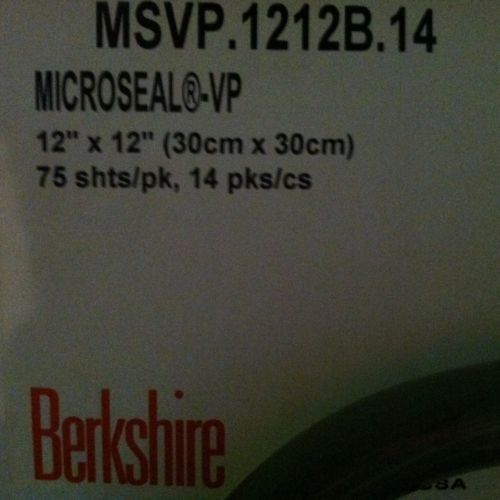 MSVP.1212B.14
MICROSEAL®-VP
12" x 12" (30cm x 30cm)
75 shts/pk, 14 pks/cs
Berkshire